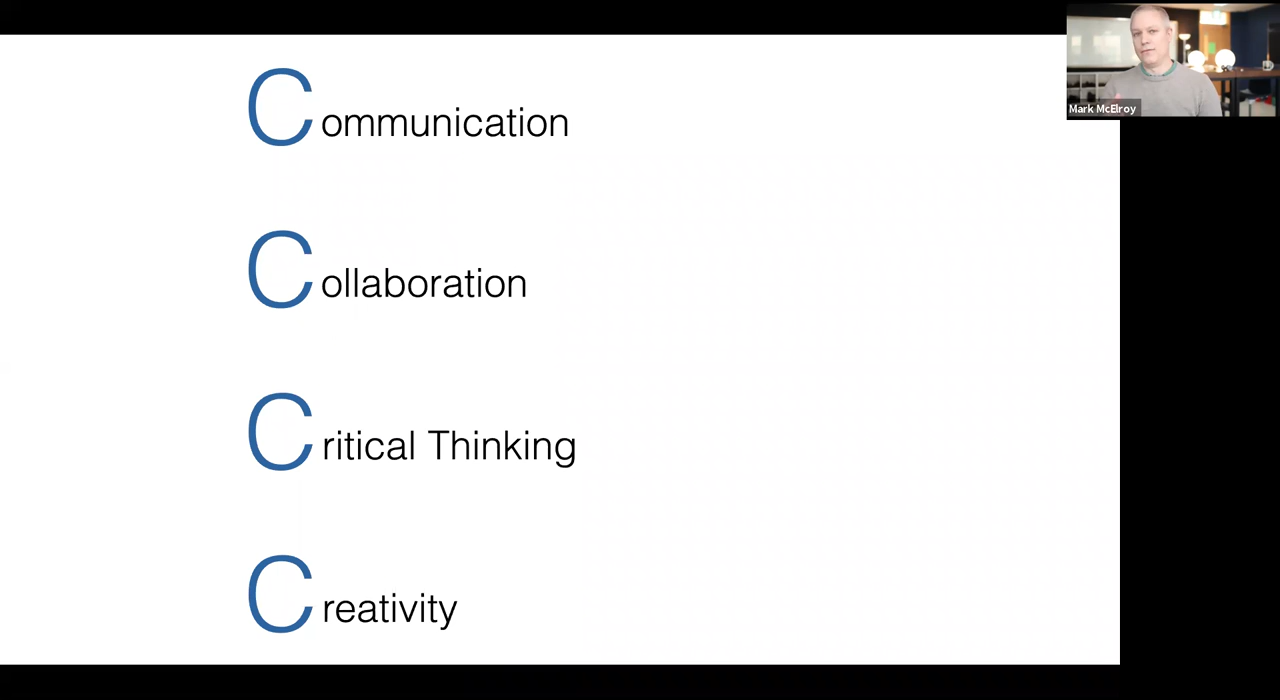 Communication
Collaboration
Critical Thinking
Creativity
Mark McElroy